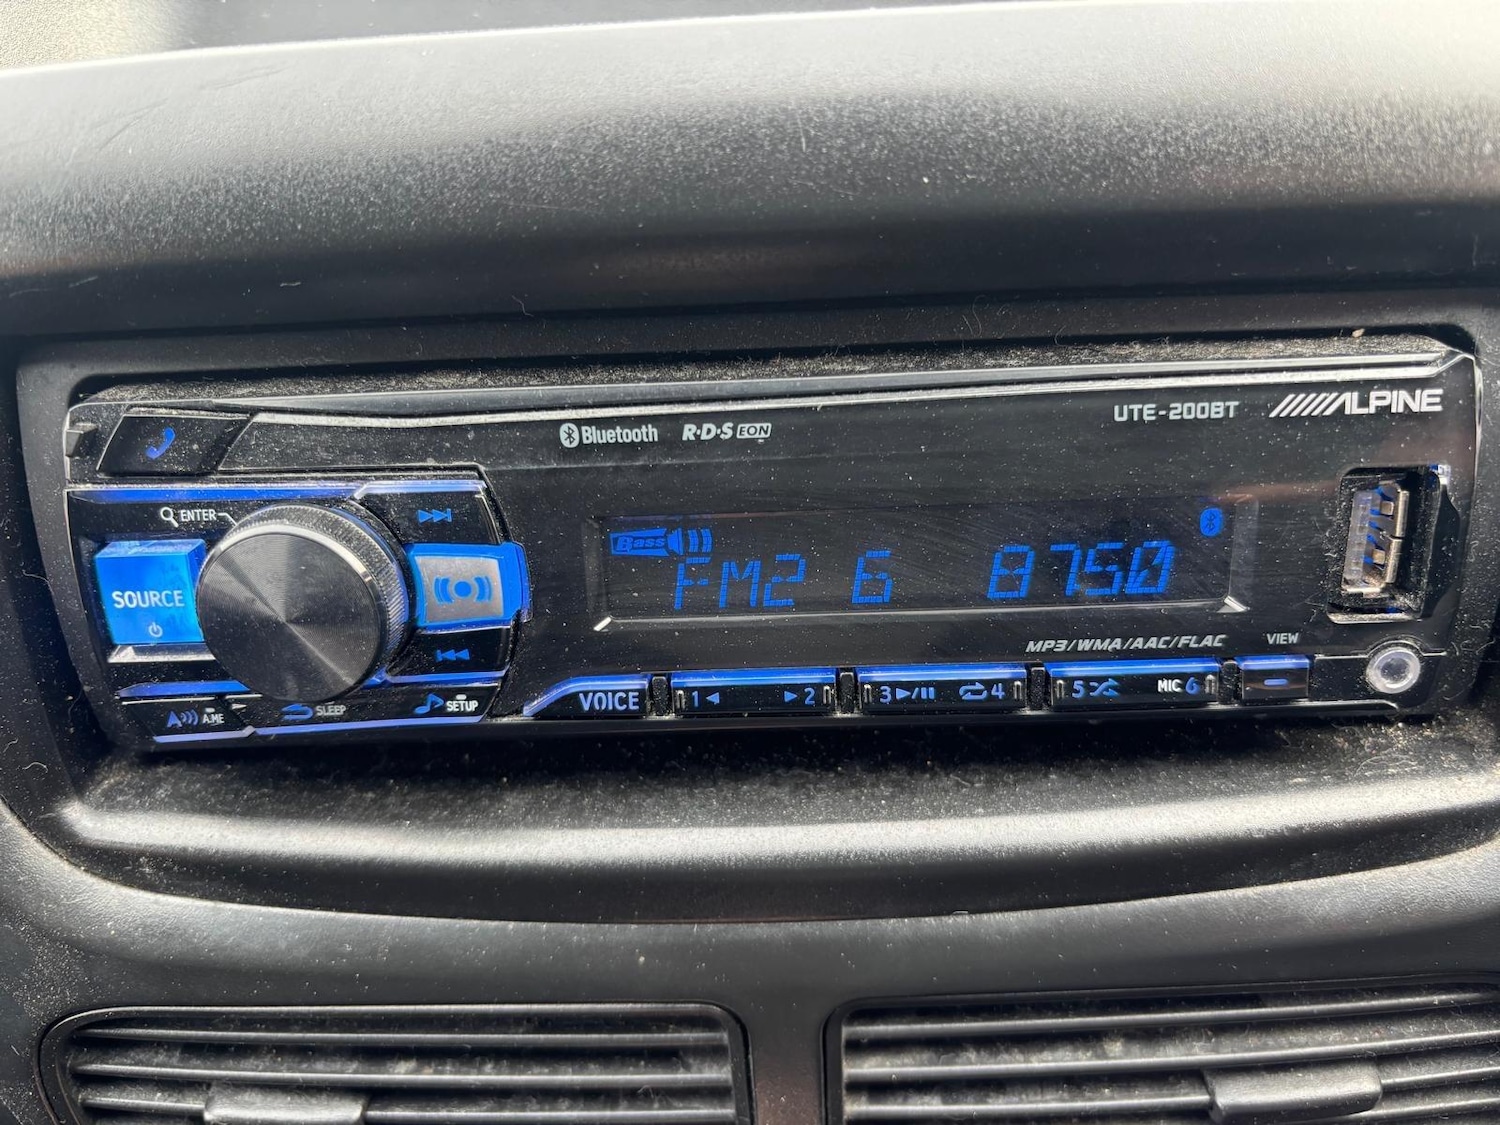 UTE-200BT ALPINE
Bluetooth R·D·S EON
ENTER
SOURCE
Bass
FM2 6 8750
MP3/WMA/AAC/FLAC
VIEW
VOICE 1 2 3 4 5 MIC 6
A.ME SLEEP SETUP